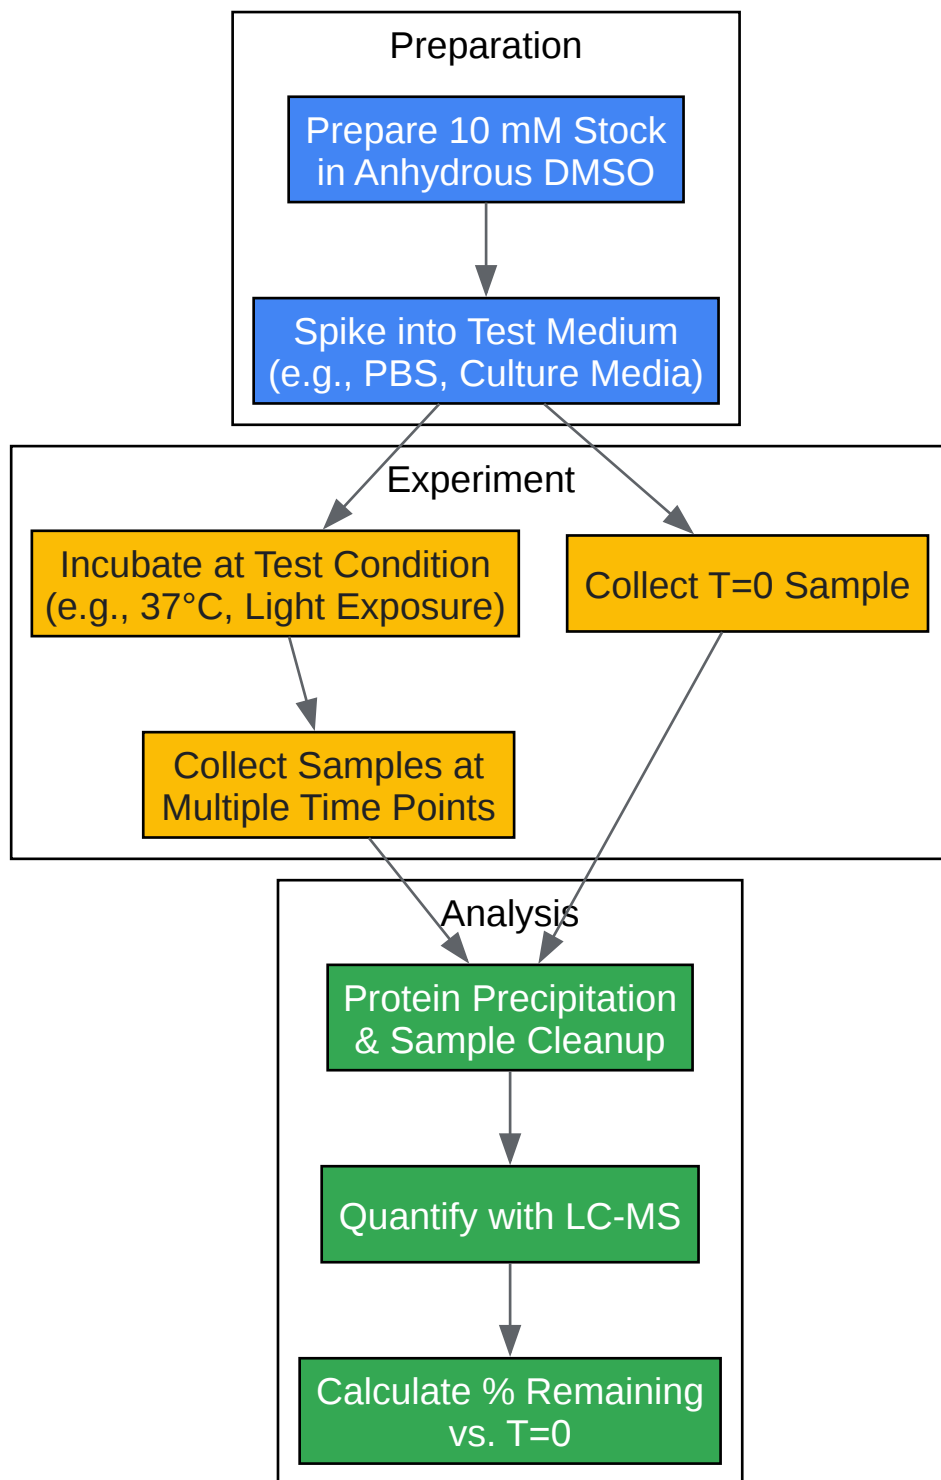 Preparation
Prepare 10 mM Stock
in Anhydrous DMSO
Spike into Test Medium
(e.g., PBS, Culture Media)
Experiment
Incubate at Test Condition
(e.g., 37°C, Light Exposure)
Collect T=0 Sample
Collect Samples at
Multiple Time Points
Analysis
Protein Precipitation
& Sample Cleanup
Quantify with LC-MS
Calculate % Remaining
vs. T=0